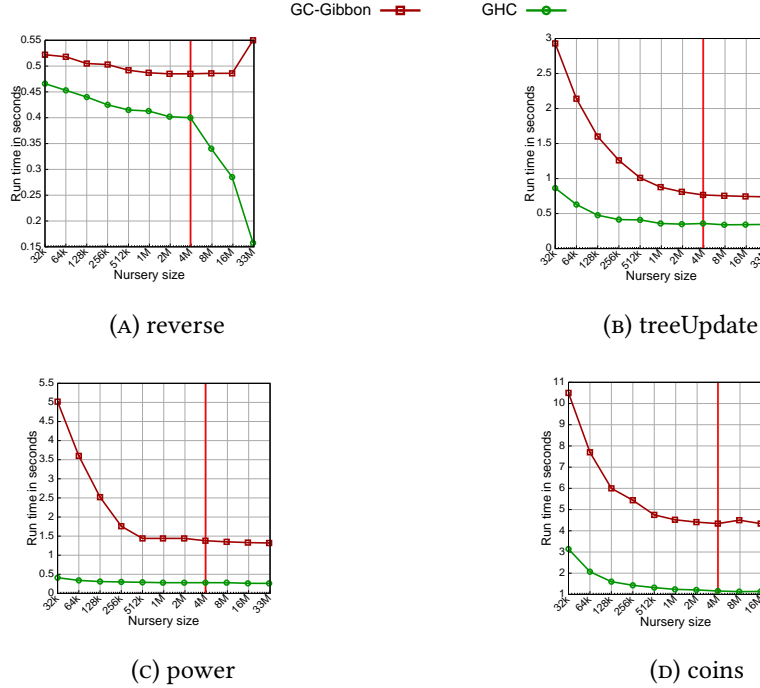 GC-Gibbon GHC
0.55
0.5
0.45
0.4
0.35
0.3
0.25
0.2
0.15
Run time in seconds
32k 64k 128k 256k 512k 1M 2M 4M 8M 16M 33M
Nursery size
(A) reverse
3
2.5
2
1.5
1
0.5
0
Run time in seconds
32k 64k 128k 256k 512k 1M 2M 4M 8M 16M 33M
Nursery size
(B) treeUpdate
5.5
5
4.5
4
3.5
3
2.5
2
1.5
1
0.5
0
Run time in seconds
32k 64k 128k 256k 512k 1M 2M 4M 8M 16M 33M
Nursery size
(C) power
11
10
9
8
7
6
5
4
3
2
1
Run time in seconds
32k 64k 128k 256k 512k 1M 2M 4M 8M 16M
Nursery size
(D) coins